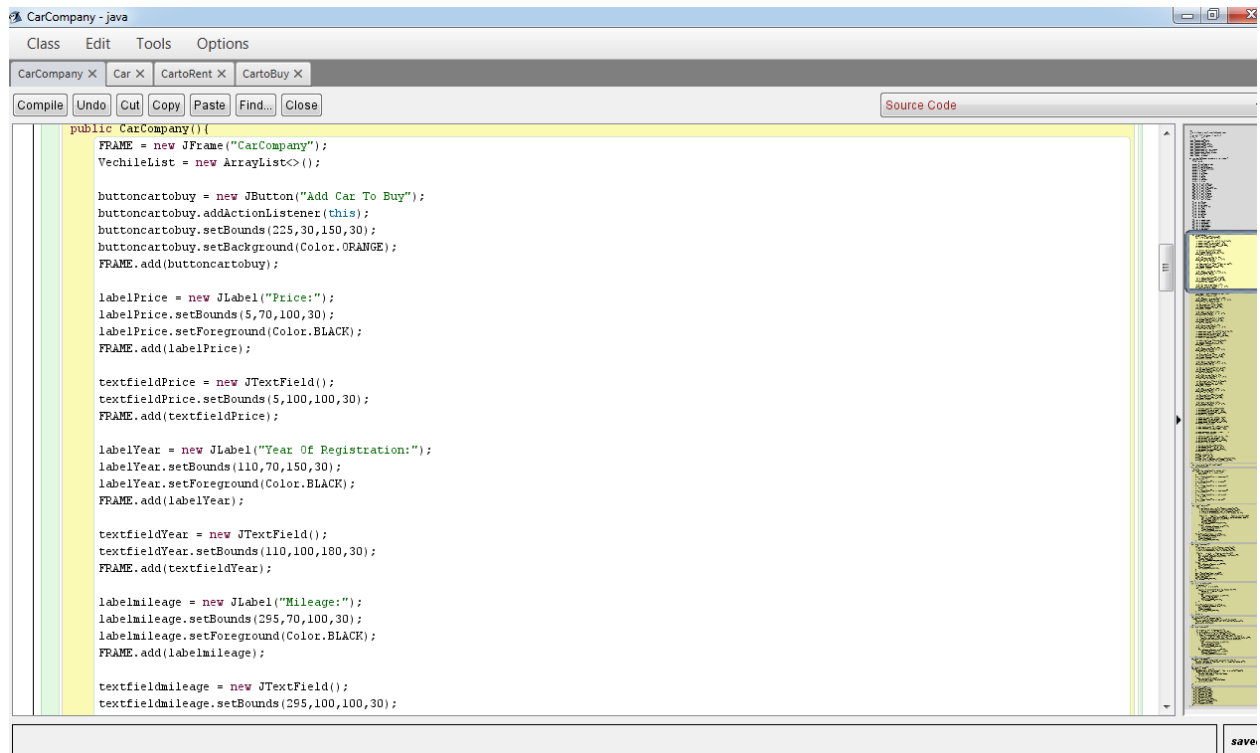 CarCompany - java
Class Edit Tools Options
CarCompany X Car X CartoRent X CartoBuy X
Compile Undo Cut Copy Paste Find... Close Source Code
public CarCompany(){
FRAME = new JFrame("CarCompany");
VechileList = new ArrayList<>();
buttoncartobuy = new JButton("Add Car To Buy");
buttoncartobuy.addActionListener(this);
buttoncartobuy.setBounds(225,30,150,30);
buttoncartobuy.setBackground(Color.ORANGE);
FRAME.add(buttoncartobuy);
labelPrice = new JLabel("Price:");
labelPrice.setBounds(5,70,100,30);
labelPrice.setForeground(Color.BLACK);
FRAME.add(labelPrice);
textfieldPrice = new JTextField();
textfieldPrice.setBounds(5,100,100,30);
FRAME.add(textfieldPrice);
labelYear = new JLabel("Year Of Registration:");
labelYear.setBounds(110,70,150,30);
labelYear.setForeground(Color.BLACK);
FRAME.add(labelYear);
textfieldYear = new JTextField();
textfieldYear.setBounds(110,100,180,30);
FRAME.add(textfieldYear);
labelmileage = new JLabel("Mileage:");
labelmileage.setBounds(295,70,100,30);
labelmileage.setForeground(Color.BLACK);
FRAME.add(labelmileage);
textfieldmileage = new JTextField();
textfieldmileage.setBounds(295,100,100,30);
saved